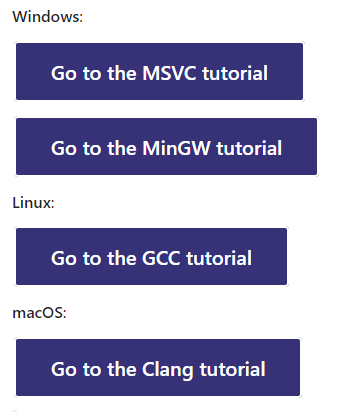 Windows:
Go to the MSVC tutorial
Go to the MinGW tutorial
Linux:
Go to the GCC tutorial
macOS:
Go to the Clang tutorial